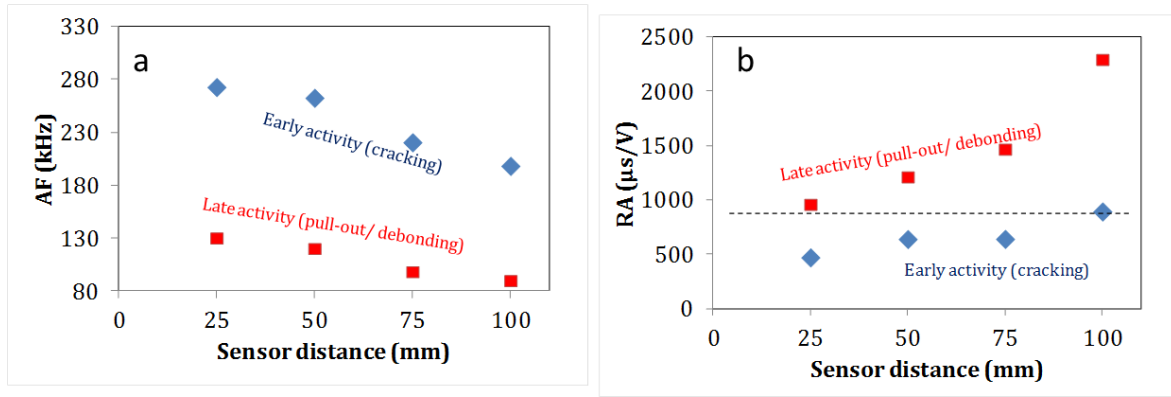 330
280
230
180
130
80
AF (kHz)
a
Early activity (cracking)
Late activity (pull-out/ debonding)
0 25 50 75 100
Sensor distance (mm)
2500
2000
1500
1000
500
0
RA (μs/V)
b
Late activity (pull-out/ debonding)
Early activity (cracking)
0 25 50 75 100
Sensor distance (mm)